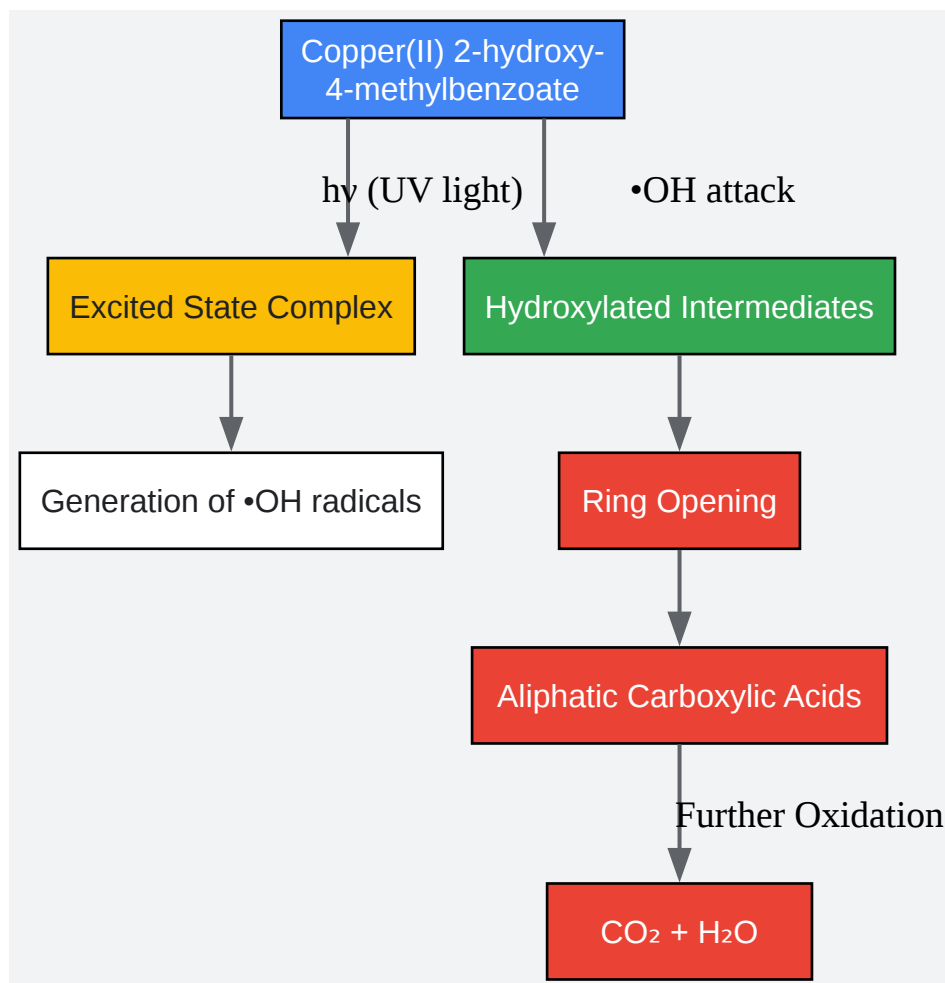 Copper(II) 2-hydroxy-
4-methylbenzoate
hν (UV light)
•OH attack
Excited State Complex
Hydroxylated Intermediates
Generation of •OH radicals
Ring Opening
Aliphatic Carboxylic Acids
Further Oxidation
CO₂ + H₂O